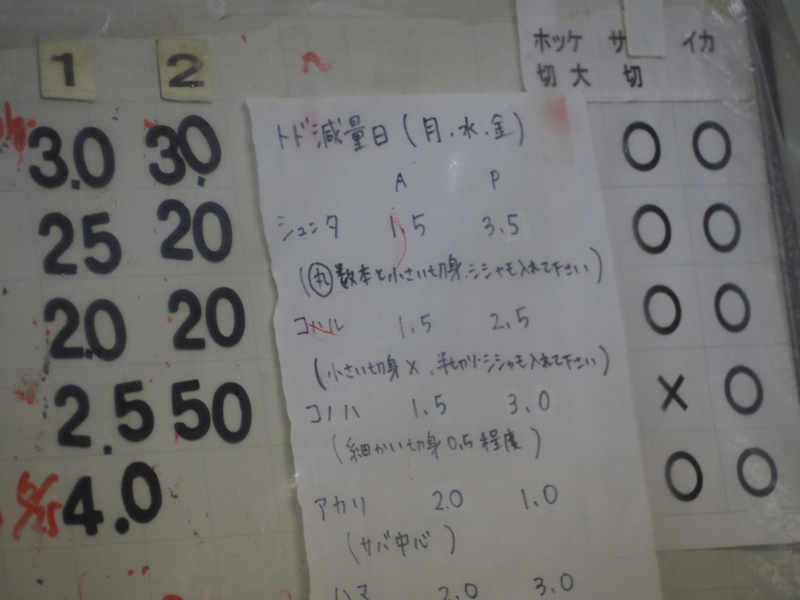 1 2
3.0 3.0
25 20
2.0 20
2.5 50
4.0
トド減量日(月.水.金)
A P
シュンタ 1.5 3.5
(丸 数本と小さい切身、シシャモ入れて下さい)
コハル 1.5 2.5
(小さい切身×、半切り・シシャモ入れて下さい)
コノハ 1.5 3.0
(細かい切身0.5程度)
アカリ 2.0 1.0
(サバ中心)
ハマ 2.0 3.0
ホッケ サ イカ
切 大 切
○ ○
○ ○
○ ○
× ○
○ ○